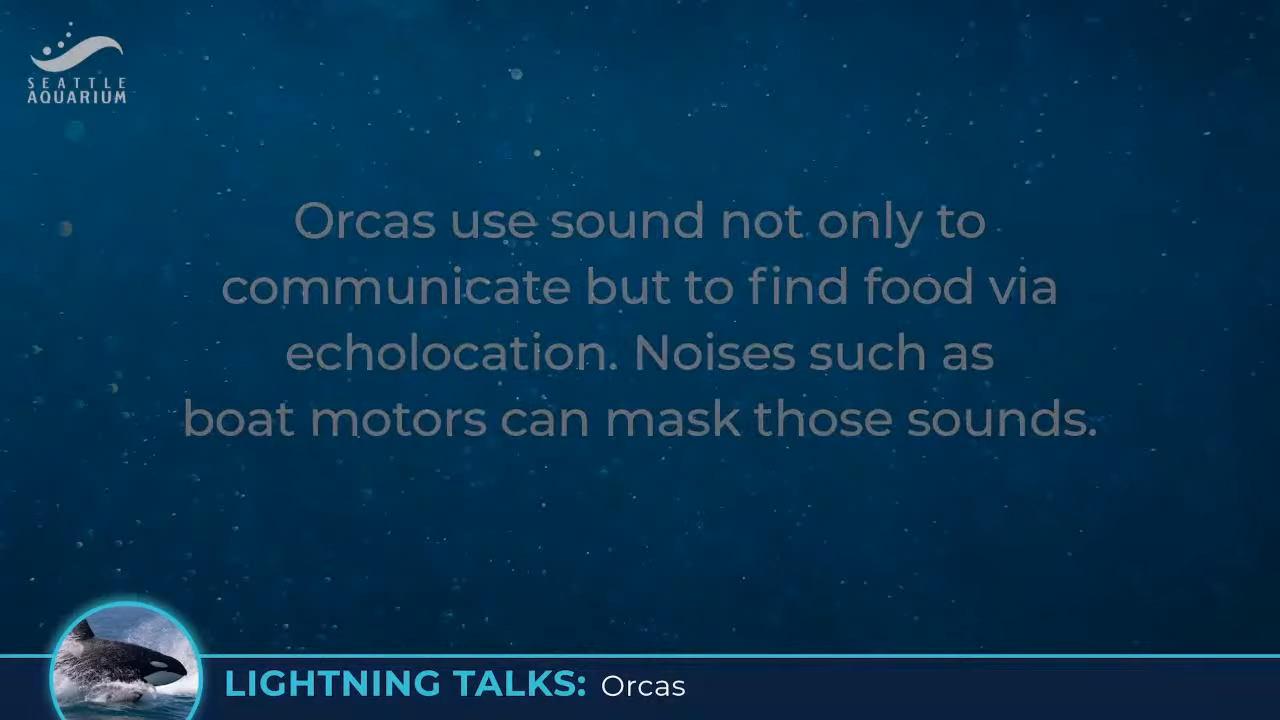 SEATTLE
AQUARIUM
Orcas use sound not only to
communicate but to find food via
echolocation. Noises such as
boat motors can mask those sounds.
LIGHTNING TALKS: Orcas